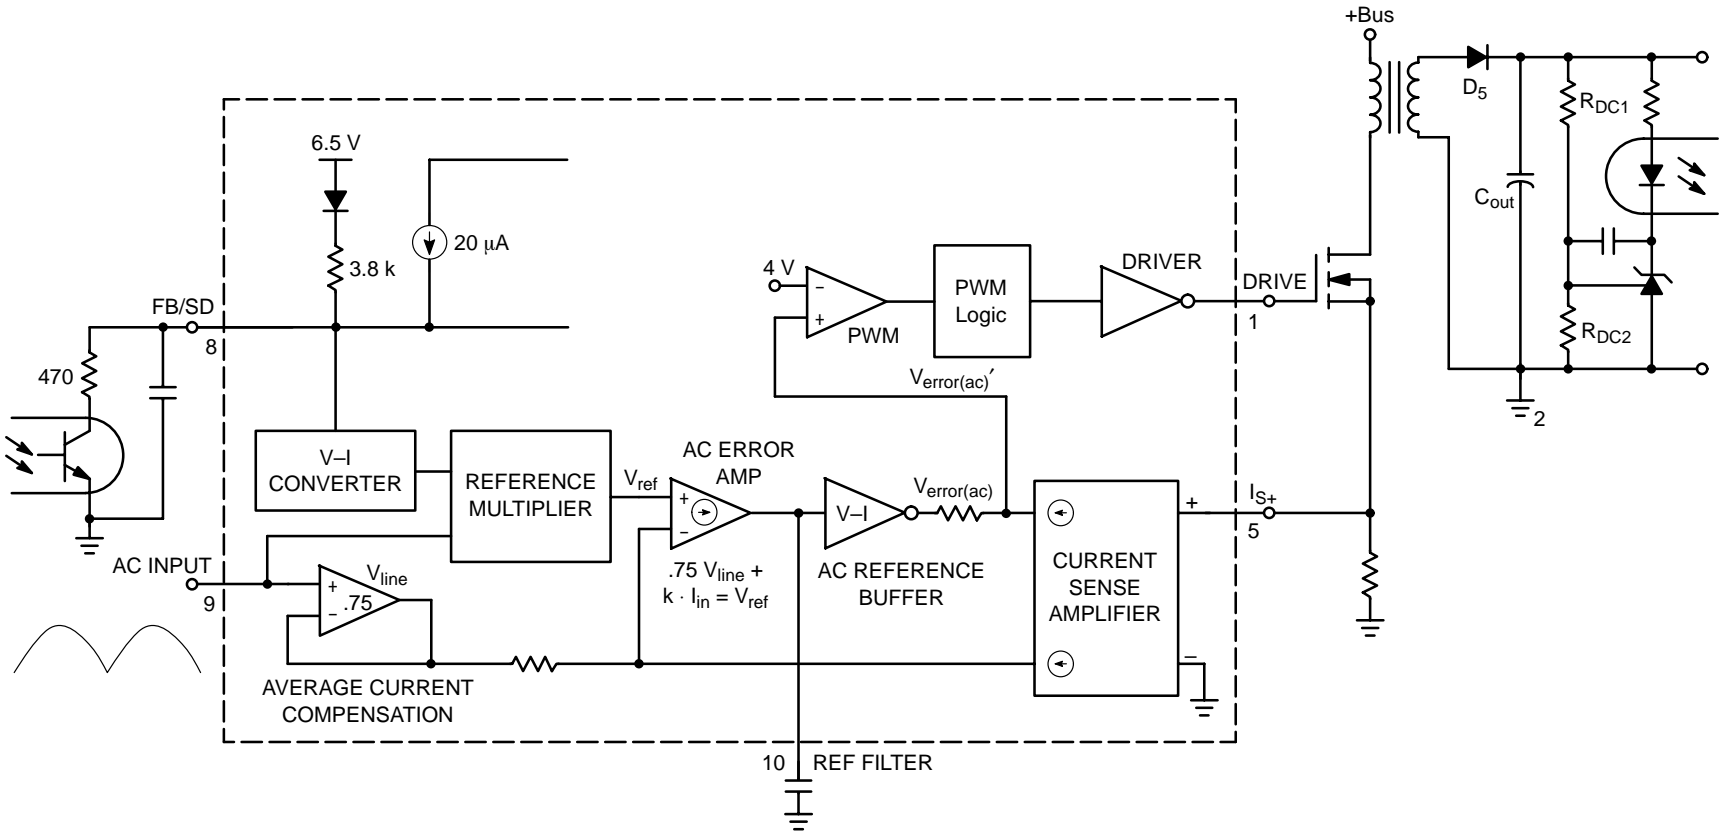 +Bus
D5
RDC1
Cout
RDC2
2
6.5 V
3.8 k
20 μA
FB/SD
8
470
4 V
−
+
PWM
PWM
Logic
DRIVER
DRIVE
1
Verror(ac)′
V–I
CONVERTER
REFERENCE
MULTIPLIER
Vref
AC ERROR
AMP
+
−
.75 Vline +
k · Iin = Vref
V–I
AC REFERENCE
BUFFER
Verror(ac)
CURRENT
SENSE
AMPLIFIER
+
−
IS+
5
AC INPUT
9
+
−
.75
Vline
AVERAGE CURRENT
COMPENSATION
10
REF FILTER